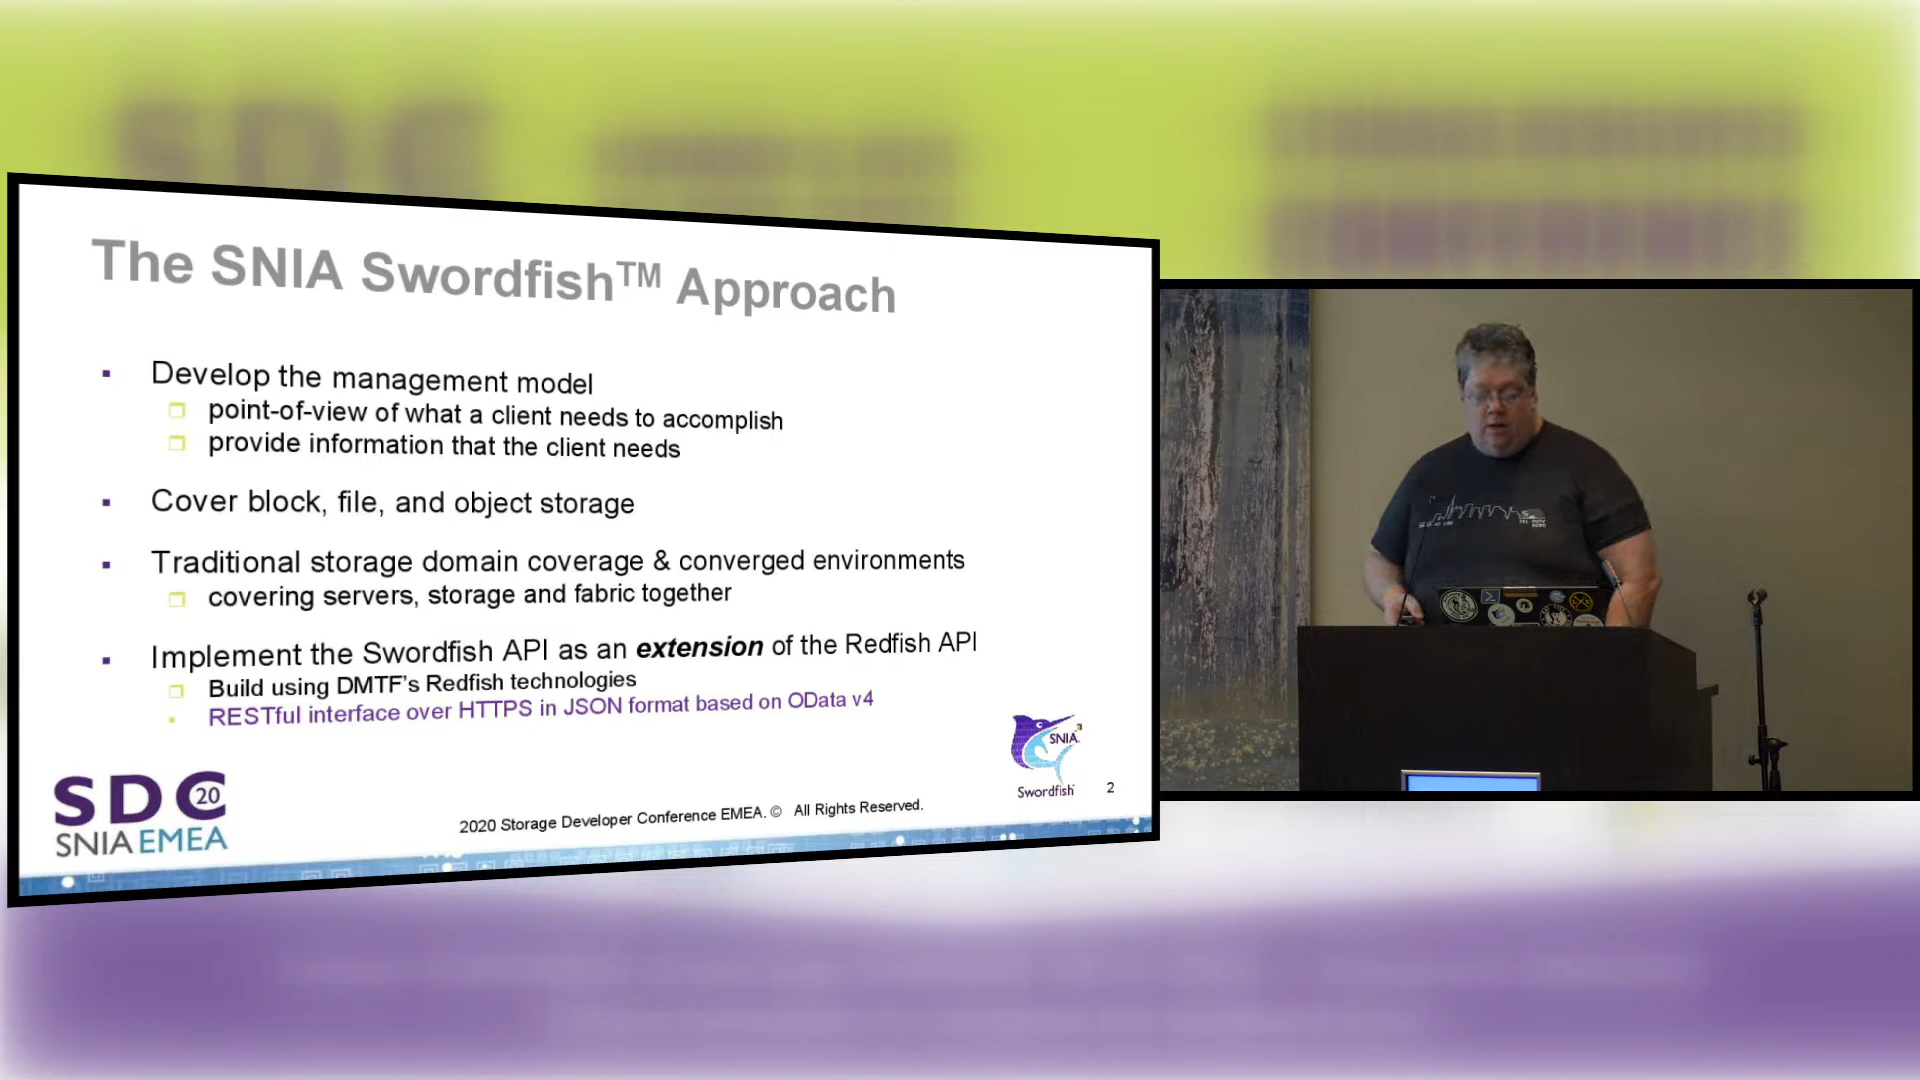 The SNIA Swordfish™ Approach
Develop the management model
point-of-view of what a client needs to accomplish
provide information that the client needs
Cover block, file, and object storage
Traditional storage domain coverage & converged environments
covering servers, storage and fabric together
Implement the Swordfish API as an extension of the Redfish API
Build using DMTF's Redfish technologies
RESTful interface over HTTPS in JSON format based on OData v4
SNIA
Swordfish
2
SDC
20
SNIA EMEA
2020 Storage Developer Conference EMEA. © All Rights Reserved.
SDC